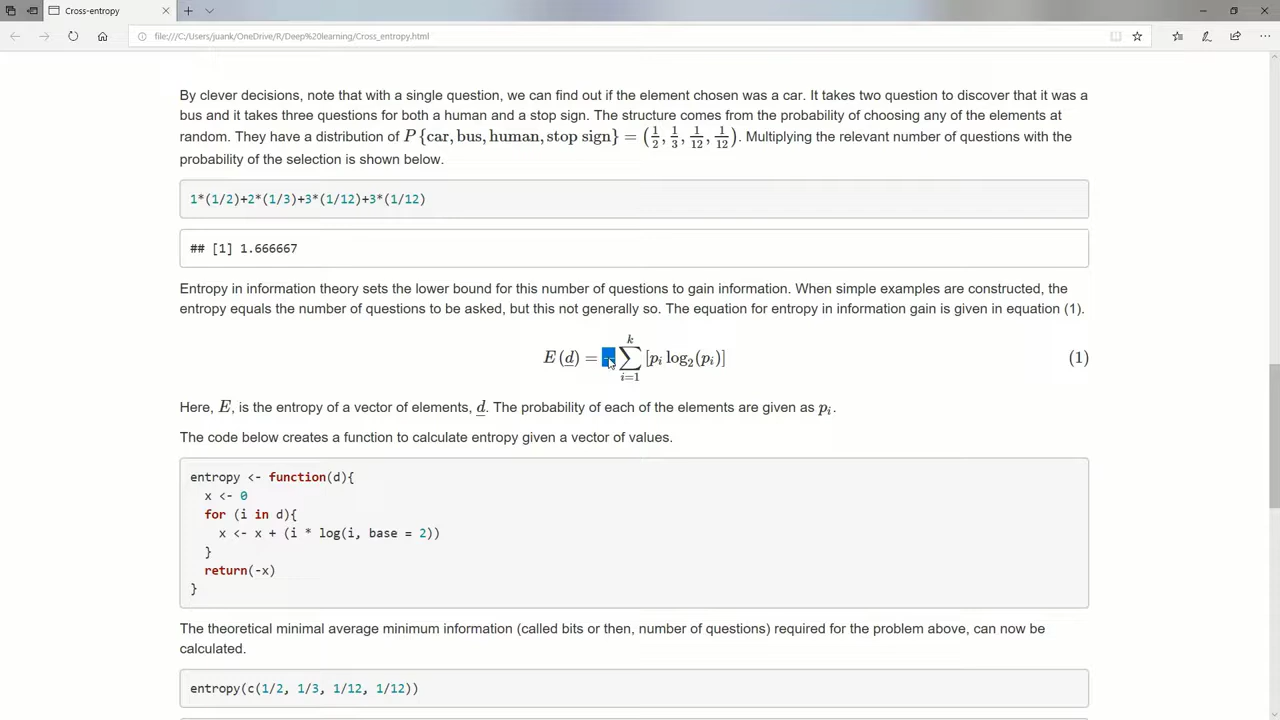 Cross-entropy
file:///C:/Users/juank/OneDrive/R/Deep%20learning/Cross_entropy.html
By clever decisions, note that with a single question, we can find out if the element chosen was a car. It takes two question to discover that it was a
bus and it takes three questions for both a human and a stop sign. The structure comes from the probability of choosing any of the elements at
random. They have a distribution of P {car, bus, human, stop sign} = (1/2, 1/3, 1/12, 1/12). Multiplying the relevant number of questions with the
probability of the selection is shown below.
1*(1/2)+2*(1/3)+3*(1/12)+3*(1/12)
## [1] 1.666667
Entropy in information theory sets the lower bound for this number of questions to gain information. When simple examples are constructed, the
entropy equals the number of questions to be asked, but this not generally so. The equation for entropy in information gain is given in equation (1).
E (d) = - ∑_{i=1}^{k} [p_i log_2(p_i)] (1)
Here, E, is the entropy of a vector of elements, d. The probability of each of the elements are given as p_i.
The code below creates a function to calculate entropy given a vector of values.
entropy <- function(d){
x <- 0
for (i in d){
x <- x + (i * log(i, base = 2))
}
return(-x)
}
The theoretical minimal average minimum information (called bits or then, number of questions) required for the problem above, can now be
calculated.
entropy(c(1/2, 1/3, 1/12, 1/12))